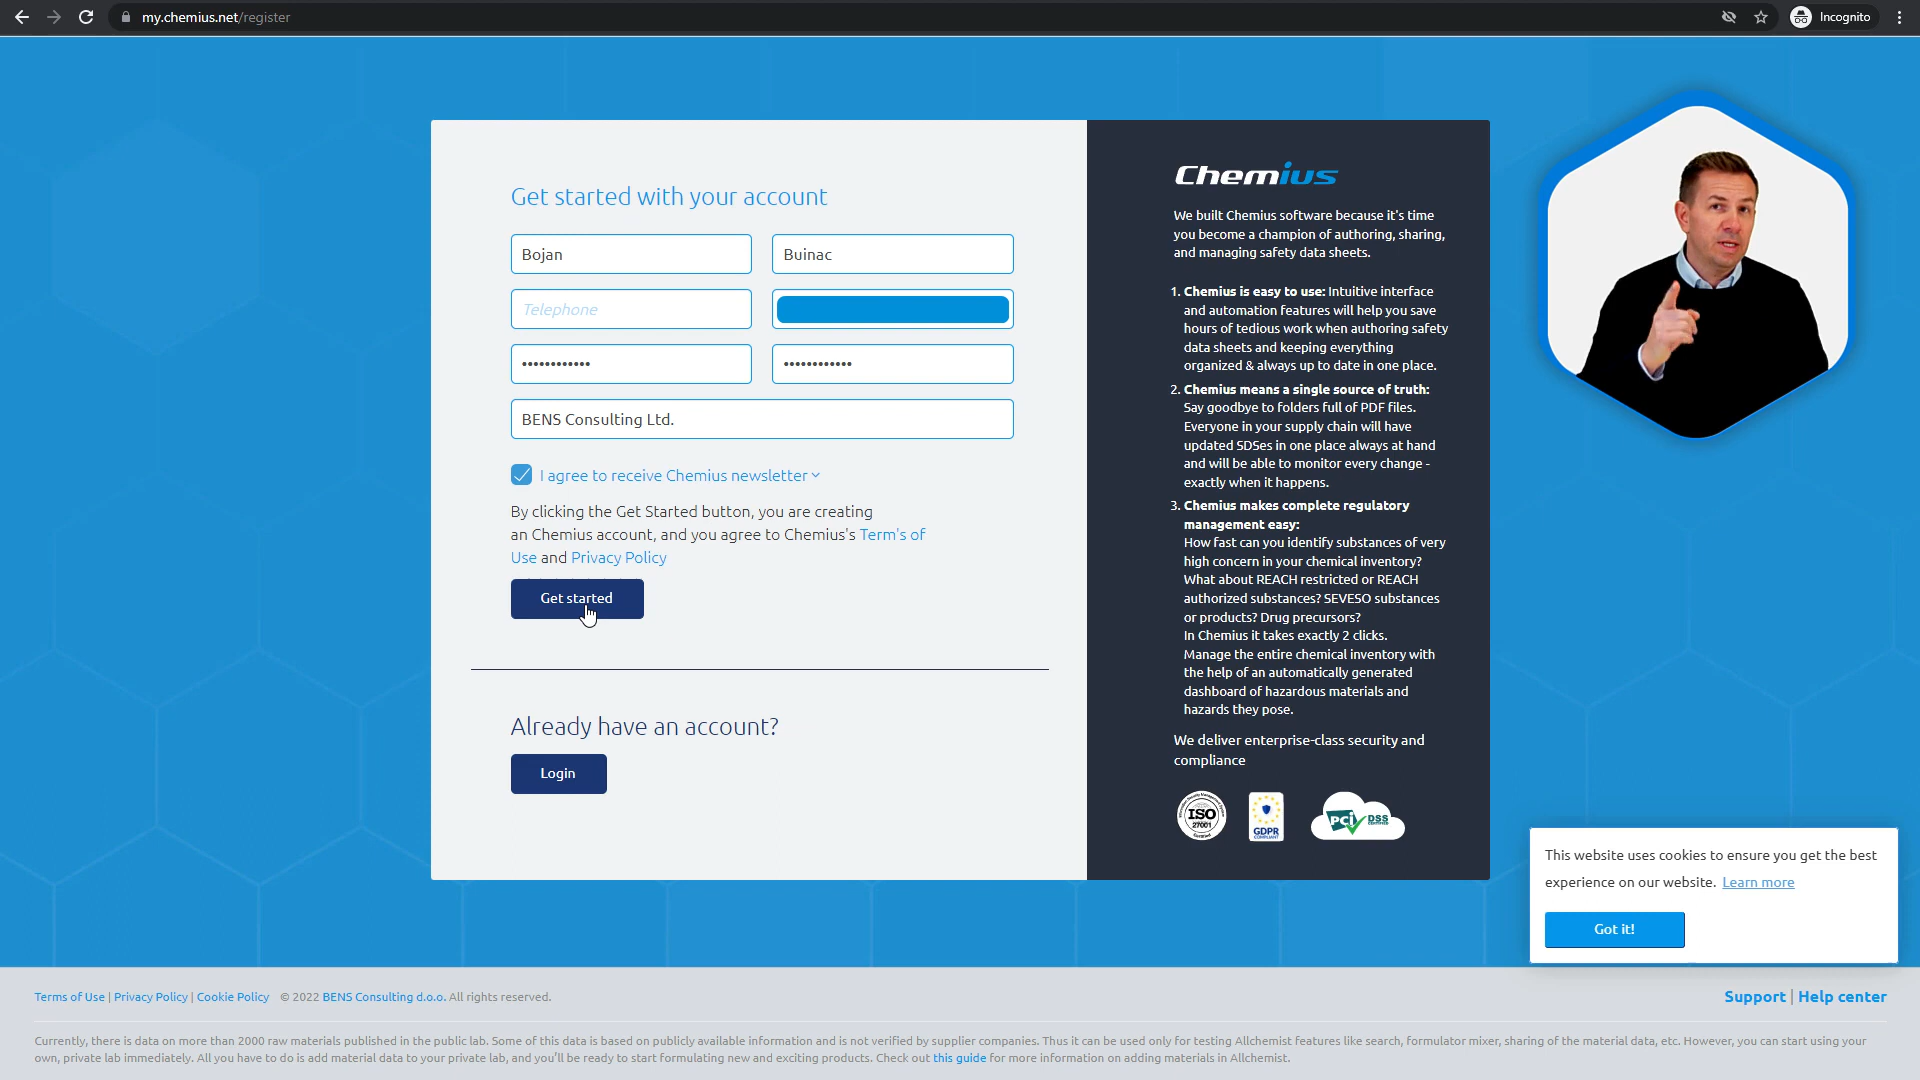 my.chemius.net/register
Incognito
Get started with your account
Bojan
Buinac
Telephone
••••••••••••
••••••••••••
BENS Consulting Ltd.
I agree to receive Chemius newsletter
By clicking the Get Started button, you are creating
an Chemius account, and you agree to Chemius's Term's of
Use and Privacy Policy
Get started
Already have an account?
Login
Chemius
We built Chemius software because it's time
you become a champion of authoring, sharing,
and managing safety data sheets.
1. Chemius is easy to use: Intuitive interface
and automation features will help you save
hours of tedious work when authoring safety
data sheets and keeping everything
organized & always up to date in one place.
2. Chemius means a single source of truth:
Say goodbye to folders full of PDF files.
Everyone in your supply chain will have
updated SDSes in one place always at hand
and will be able to monitor every change -
exactly when it happens.
3. Chemius makes complete regulatory
management easy:
How fast can you identify substances of very
high concern in your chemical inventory?
What about REACH restricted or REACH
authorized substances? SEVESO substances
or products? Drug precursors?
In Chemius it takes exactly 2 clicks.
Manage the entire chemical inventory with
the help of an automatically generated
dashboard of hazardous materials and
hazards they pose.
We deliver enterprise-class security and
compliance
ISO
27001
GDPR
COMPLIANT
PCI DSS
CERTIFIED
This website uses cookies to ensure you get the best
experience on our website. Learn more
Got it!
Terms of Use | Privacy Policy | Cookie Policy © 2022 BENS Consulting d.o.o. All rights reserved.
Support | Help center
Currently, there is data on more than 2000 raw materials published in the public lab. Some of this data is based on publicly available information and is not verified by supplier companies. Thus it can be used only for testing Allchemist features like search, formulator mixer, sharing of the material data, etc. However, you can start using your
own, private lab immediately. All you have to do is add material data to your private lab, and you'll be ready to start formulating new and exciting products. Check out this guide for more information on adding materials in Allchemist.